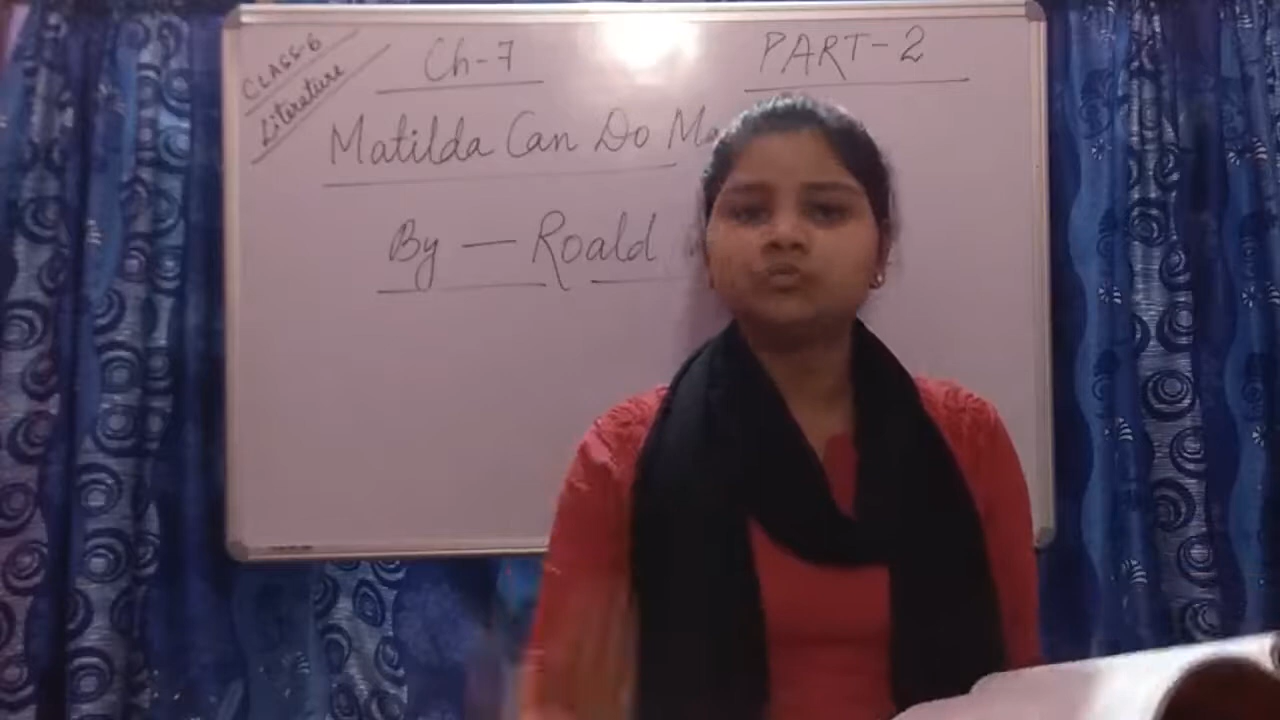 CLASS-6
Literature
Ch-7
PART-2
Matilda Can Do
By — Roald